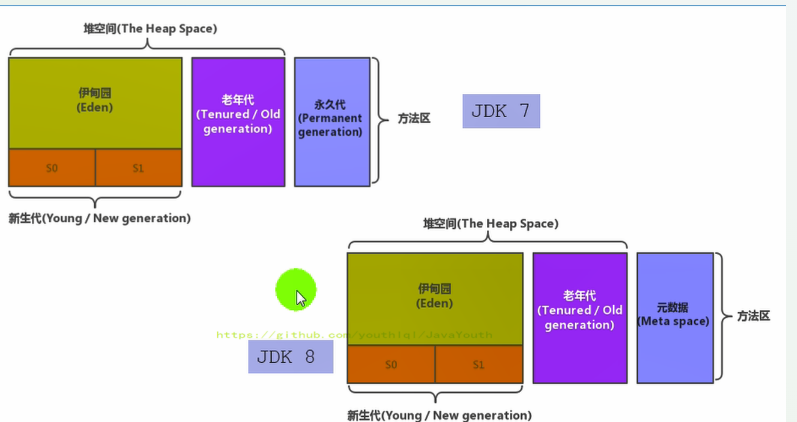 堆空间(The Heap Space)
伊甸园
(Eden)
S0
S1
老年代
(Tenured / Old
generation)
永久代
(Permanent
generation)
方法区
JDK 7
新生代(Young / New generation)
堆空间(The Heap Space)
伊甸园
(Eden)
S0
S1
老年代
(Tenured / Old
generation)
元数据
(Meta space)
方法区
https://github.com/youthlql/JavaYouth
JDK 8
新生代(Young / New generation)